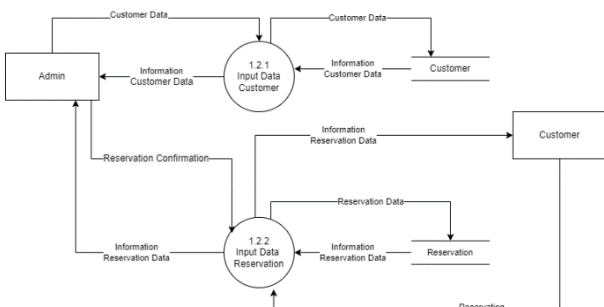 Customer Data
Customer Data
Admin
Information
Customer Data
1.2.1
Input Data
Customer
Information
Customer Data
Customer
Information
Reservation Data
Customer
Reservation Confirmation
Reservation Data
Information
Reservation Data
1.2.2
Input Data
Reservation
Information
Reservation Data
Reservation
Reservation